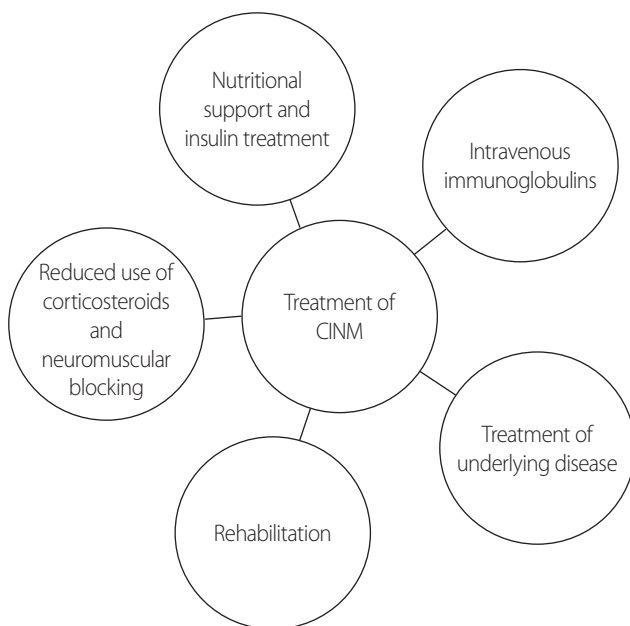 Nutritional
support and
insulin treatment
Intravenous
immunoglobulins
Reduced use of
corticosteroids
and
neuromuscular
blocking
Treatment of
CINM
Treatment of
underlying disease
Rehabilitation